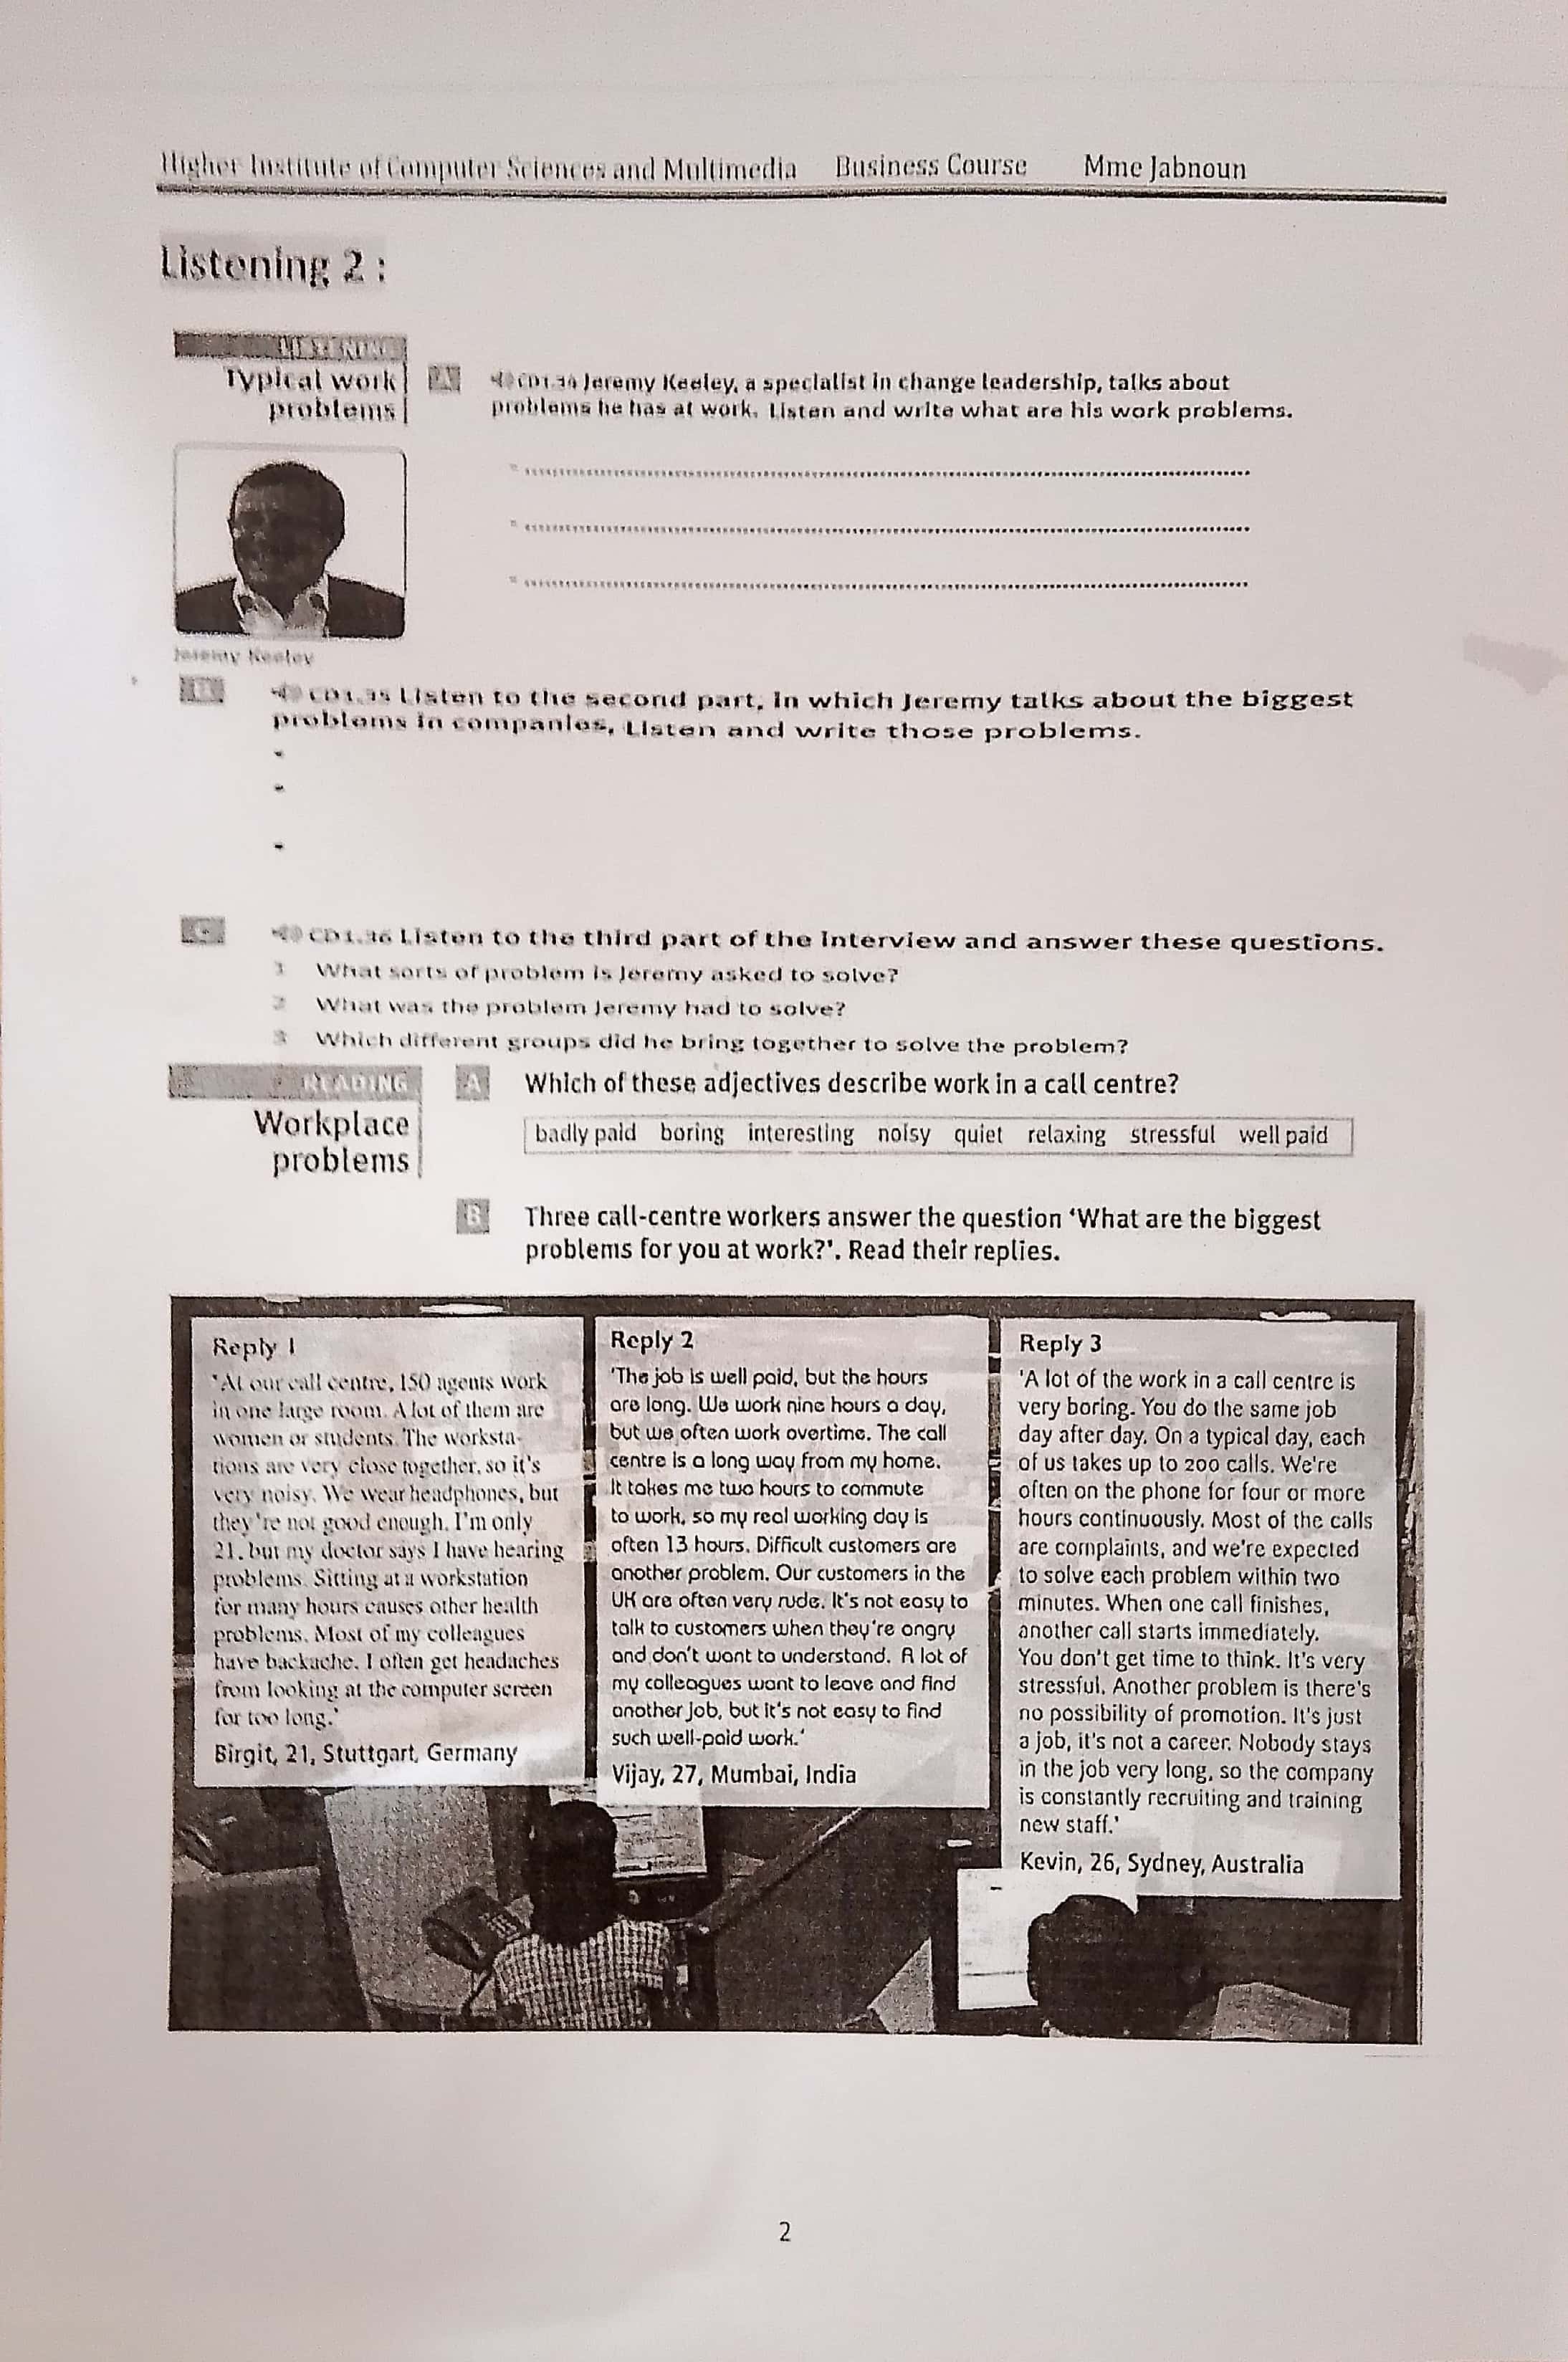 Higher Institute of Computer Sciences and Multimedia Business Course Mme Jabnoun
Listening 2 :
LISTENING
Typical work
problems
A CD1.34 Jeremy Keeley, a specialist in change leadership, talks about
problems he has at work. Listen and write what are his work problems.
Jeremy Keeley
B CD1.35 Listen to the second part, in which Jeremy talks about the biggest
problems in companies, Listen and write those problems.
-
-
-
C CD1.36 Listen to the third part of the interview and answer these questions.
1 What sorts of problem is Jeremy asked to solve?
2 What was the problem Jeremy had to solve?
3 Which different groups did he bring together to solve the problem?
READING
Workplace
problems
A Which of these adjectives describe work in a call centre?
badly paid boring interesting noisy quiet relaxing stressful well paid
B Three call-centre workers answer the question ‘What are the biggest
problems for you at work?’. Read their replies.
Reply 1
‘At our call centre, 150 agents work
in one large room. A lot of them are
women or students. The worksta-
tions are very close together, so it's
very noisy. We wear headphones, but
they're not good enough. I'm only
21, but my doctor says I have hearing
problems. Sitting at a workstation
for many hours causes other health
problems. Most of my colleagues
have backache. I often get headaches
from looking at the computer screen
for too long.’
Birgit, 21, Stuttgart, Germany
Reply 2
‘The job is well paid, but the hours
are long. We work nine hours a day,
but we often work overtime. The call
centre is a long way from my home.
It takes me two hours to commute
to work, so my real working day is
often 13 hours. Difficult customers are
another problem. Our customers in the
UK are often very rude. It's not easy to
talk to customers when they're angry
and don't want to understand. A lot of
my colleagues want to leave and find
another job, but it's not easy to find
such well-paid work.’
Vijay, 27, Mumbai, India
Reply 3
‘A lot of the work in a call centre is
very boring. You do the same job
day after day. On a typical day, each
of us takes up to 200 calls. We're
often on the phone for four or more
hours continuously. Most of the calls
are complaints, and we're expected
to solve each problem within two
minutes. When one call finishes,
another call starts immediately.
You don't get time to think. It's very
stressful. Another problem is there's
no possibility of promotion. It's just
a job, it's not a career. Nobody stays
in the job very long, so the company
is constantly recruiting and training
new staff.’
Kevin, 26, Sydney, Australia
2